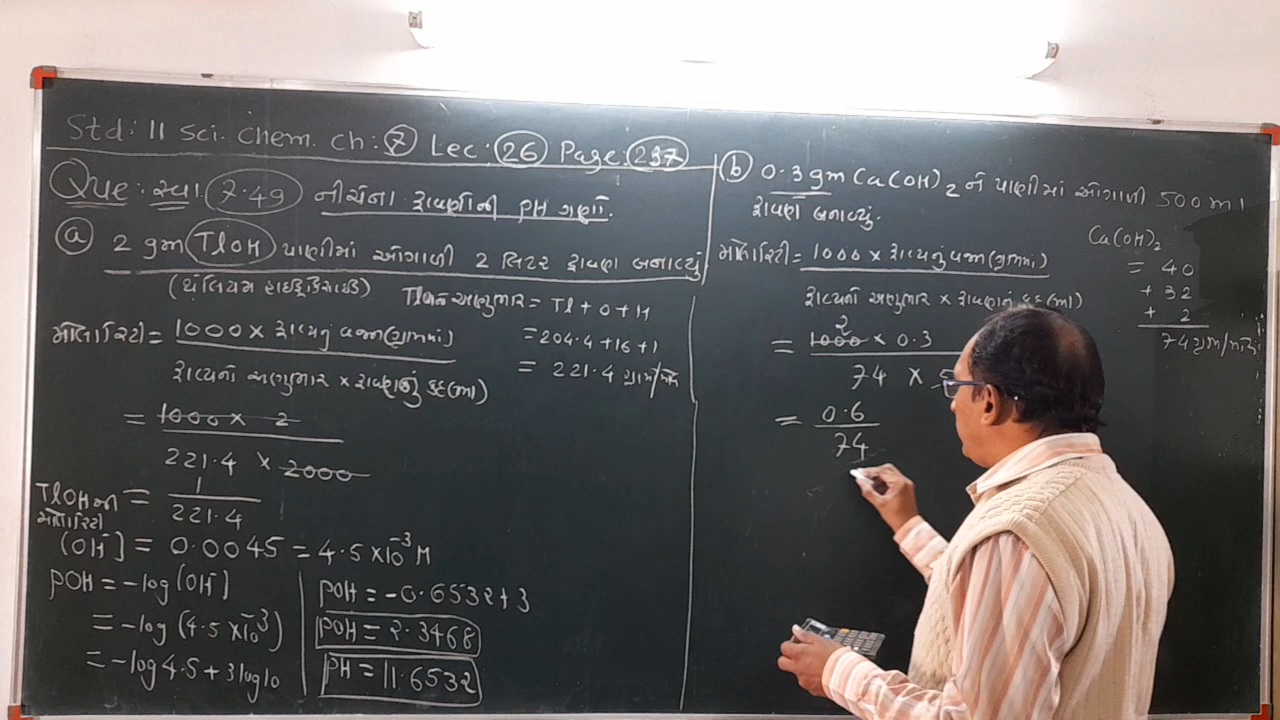 Std: 11 Sci. Chem. Ch: 7 Lec: 26 Page: 237
Que: સ્વા. 7.49 નીચેના દ્રાવણોની PH ગણો.
(a) 2 gm TlOH પાણીમાં ઓગાળી 2 લિટર દ્રાવણ બનાવ્યું
(થેલિયમ હાઇડ્રોક્સાઇડ)
TlOHનો અણુભાર = Tl + O + H
= 204.4 + 16 + 1
= 221.4 ગ્રામ/મોલ
મોલારિટી = 1000 × દ્રાવ્યનું વજન (ગ્રામમાં)
દ્રાવ્યનો અણુભાર × દ્રાવણનું કદ (ml)
= 1000 × 2
221.4 × 2000
TlOH ની મોલારિટી = 1
221.4
[OH⁻] = 0.0045 = 4.5 × 10⁻³ M
POH = -log [OH⁻]
= -log (4.5 × 10⁻³)
= -log 4.5 + 3 log 10
POH = -0.6532 + 3
POH = 2.3468
PH = 11.6532
(b) 0.3 gm Ca(OH)₂ ને પાણીમાં ઓગાળી 500 ml
દ્રાવણ બનાવ્યું.
Ca(OH)₂
= 40
+ 32
+ 2
74 ગ્રામ/મોલ
મોલારિટી = 1000 × દ્રાવ્યનું વજન (ગ્રામમાં)
દ્રાવ્યનો અણુભાર × દ્રાવણનું કદ (ml)
2
= 1000 × 0.3
74 × 5
= 0.6
74